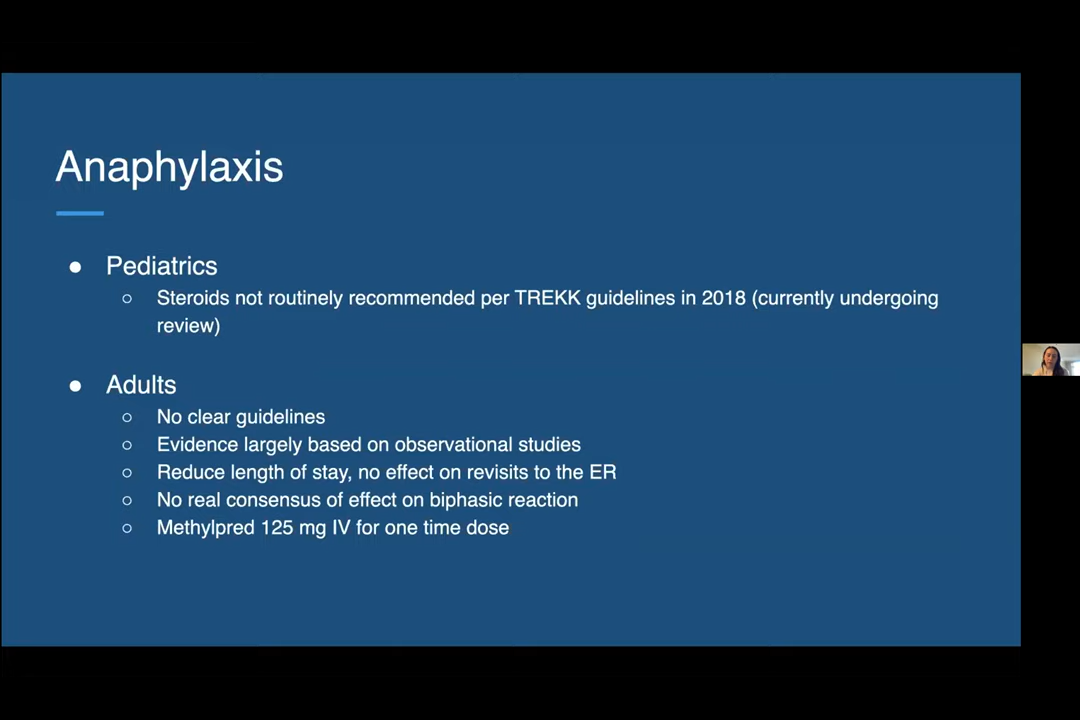 Anaphylaxis
● Pediatrics
○ Steroids not routinely recommended per TREKK guidelines in 2018 (currently undergoing
review)
● Adults
○ No clear guidelines
○ Evidence largely based on observational studies
○ Reduce length of stay, no effect on revisits to the ER
○ No real consensus of effect on biphasic reaction
○ Methylpred 125 mg IV for one time dose